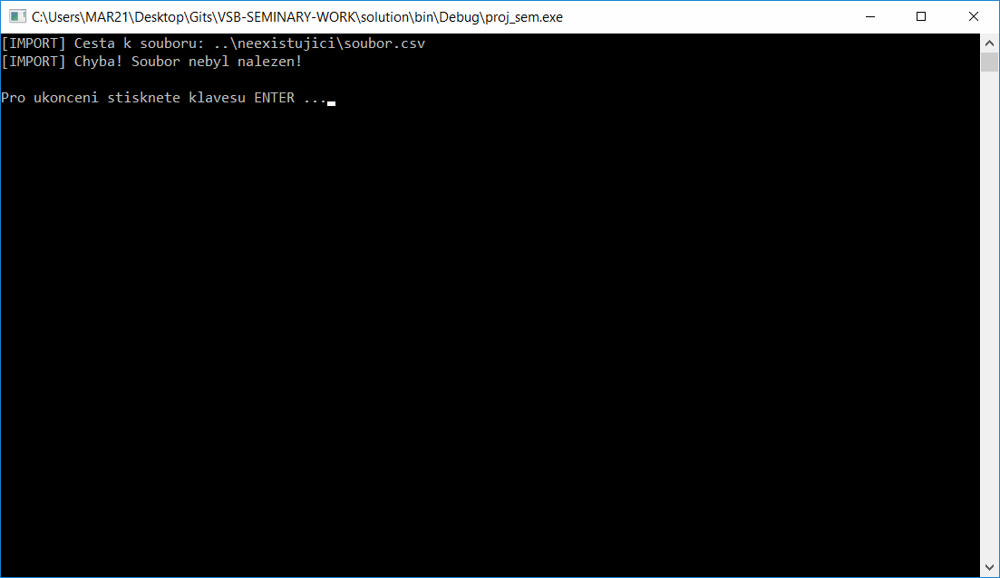 C:\Users\MAR21\Desktop\Gits\VSB-SEMINARY-WORK\solution\bin\Debug\proj_sem.exe
[IMPORT] Cesta k souboru: ..\neexistujici\soubor.csv
[IMPORT] Chyba! Soubor nebyl nalezen!
Pro ukonceni stisknete klavesu ENTER ...